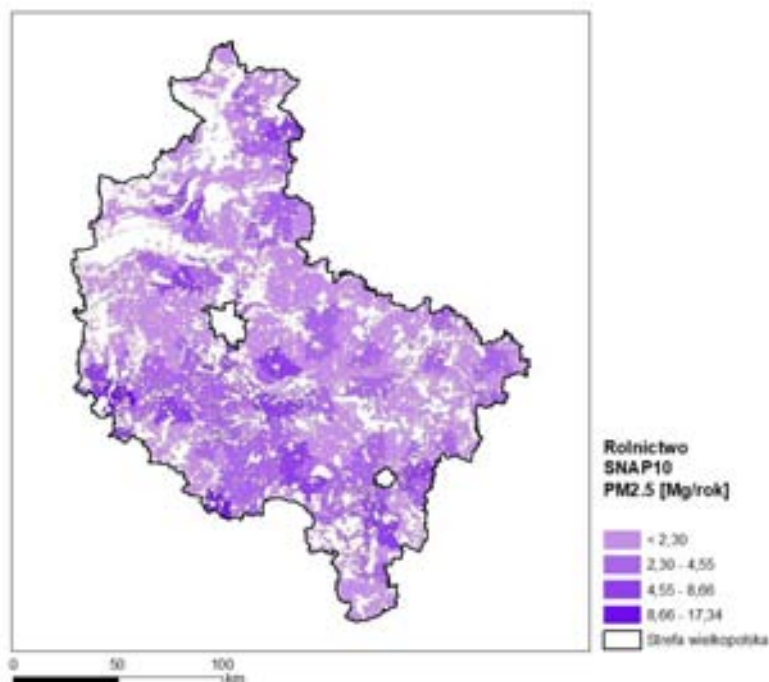 Rolnictwo
SNAP10
PM2.5 [Mg/rok]
< 2,30
2,30 - 4,55
4,55 - 8,66
8,66 - 17,34
Strefa wielkopolska
0 50 100
km